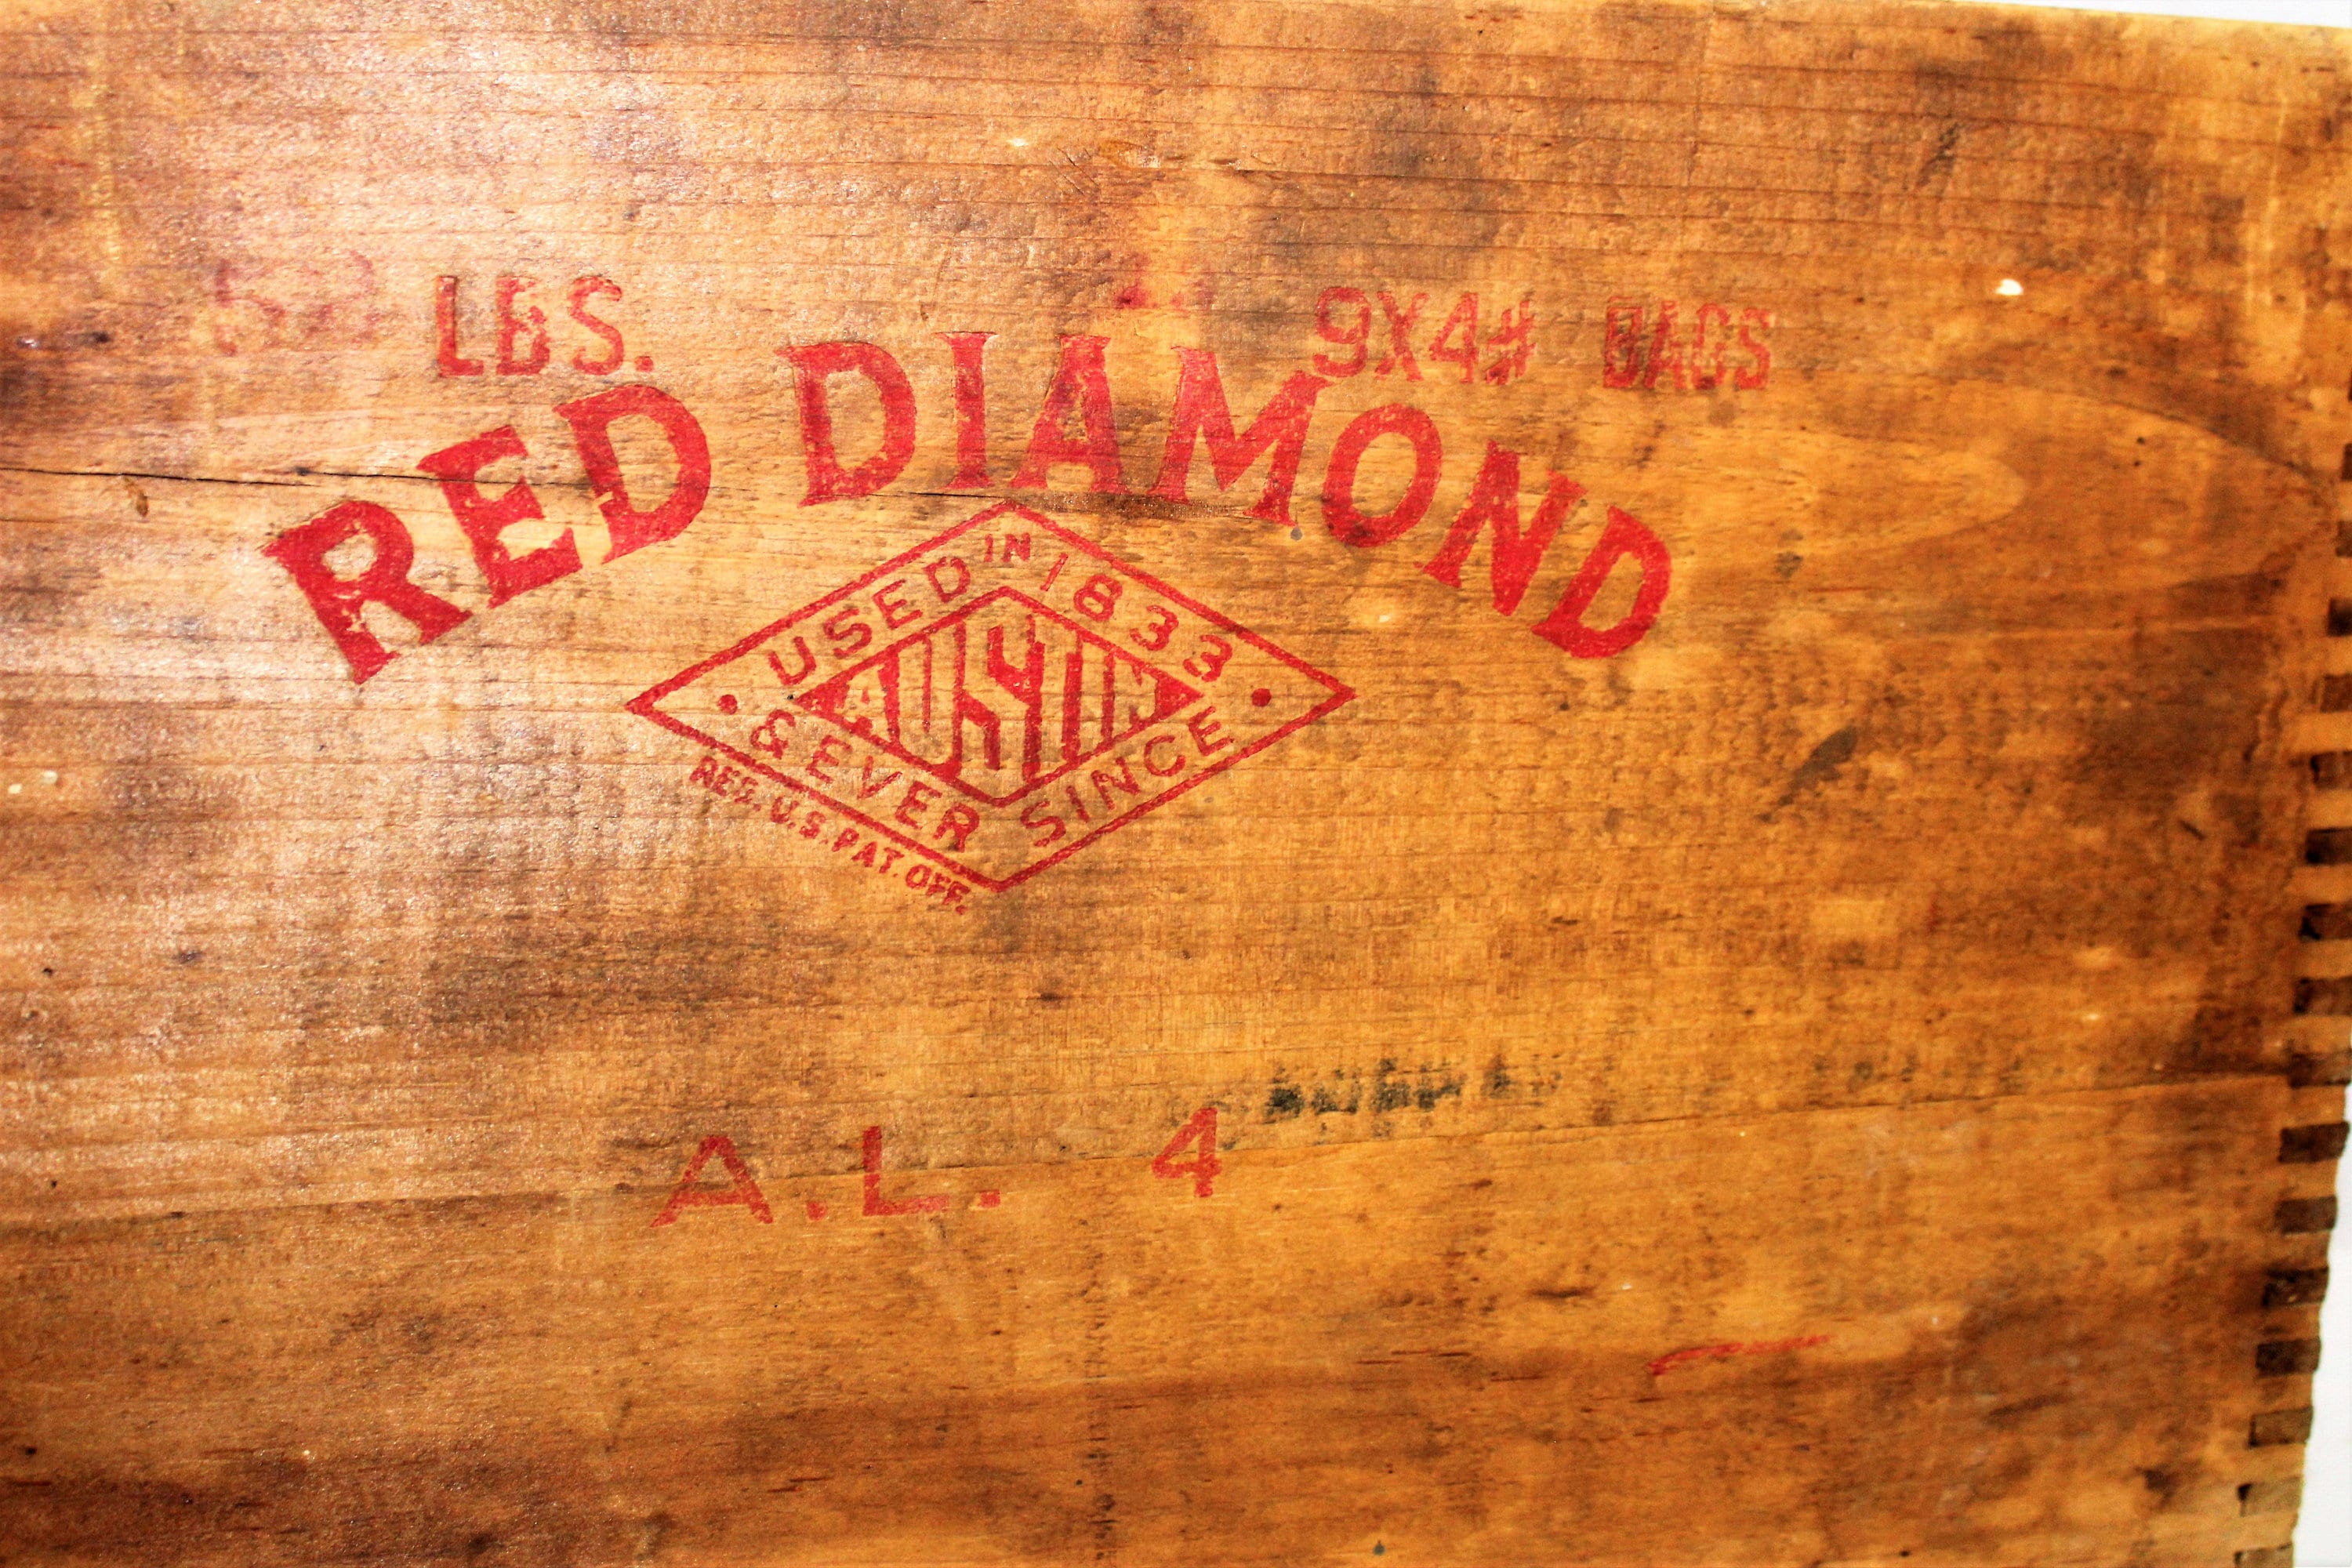 LBS.
9X4# BAGS
RED DIAMOND
USED IN 1833
AUSTIN
& EVER SINCE
REG. U.S. PAT. OFF.
A.L. 4